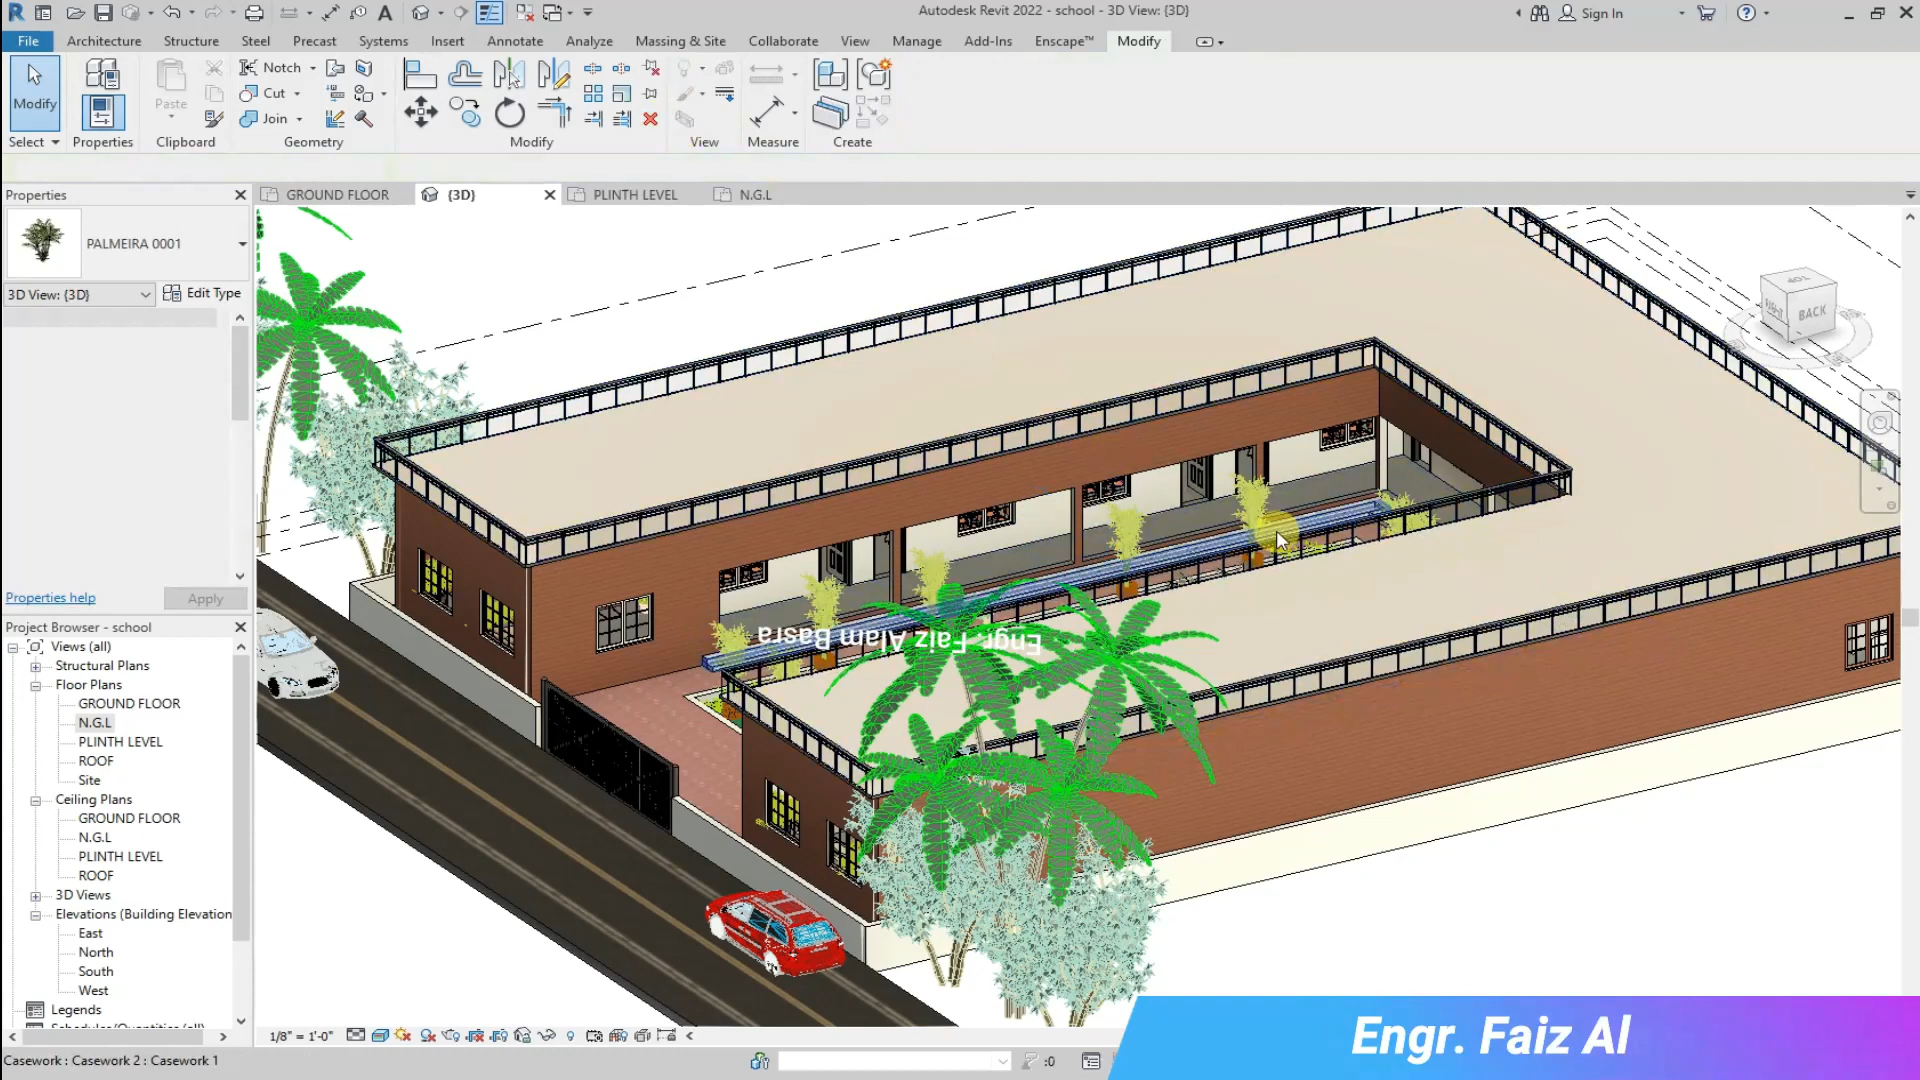 Autodesk Revit 2022 - school - 3D View: {3D}
Sign In
File
Architecture
Structure
Steel
Precast
Systems
Insert
Annotate
Analyze
Massing & Site
Collaborate
View
Manage
Add-Ins
Enscape™
Modify
Modify
Paste
Notch
Cut
Join
Select
Properties
Clipboard
Geometry
Modify
View
Measure
Create
Properties
GROUND FLOOR
{3D}
PLINTH LEVEL
N.G.L
PALMEIRA 0001
3D View: {3D}
Edit Type
Properties help
Apply
Project Browser - school
Views (all)
Structural Plans
Floor Plans
GROUND FLOOR
N.G.L
PLINTH LEVEL
ROOF
Site
Ceiling Plans
GROUND FLOOR
N.G.L
PLINTH LEVEL
ROOF
3D Views
Elevations (Building Elevation
East
North
South
West
Legends
Schedules/Quantities (all)
TOP
RIGHT
BACK
Engr. Faiz Alam Basra
1/8" = 1'-0"
Casework : Casework 2 : Casework 1
:0
Engr. Faiz Al